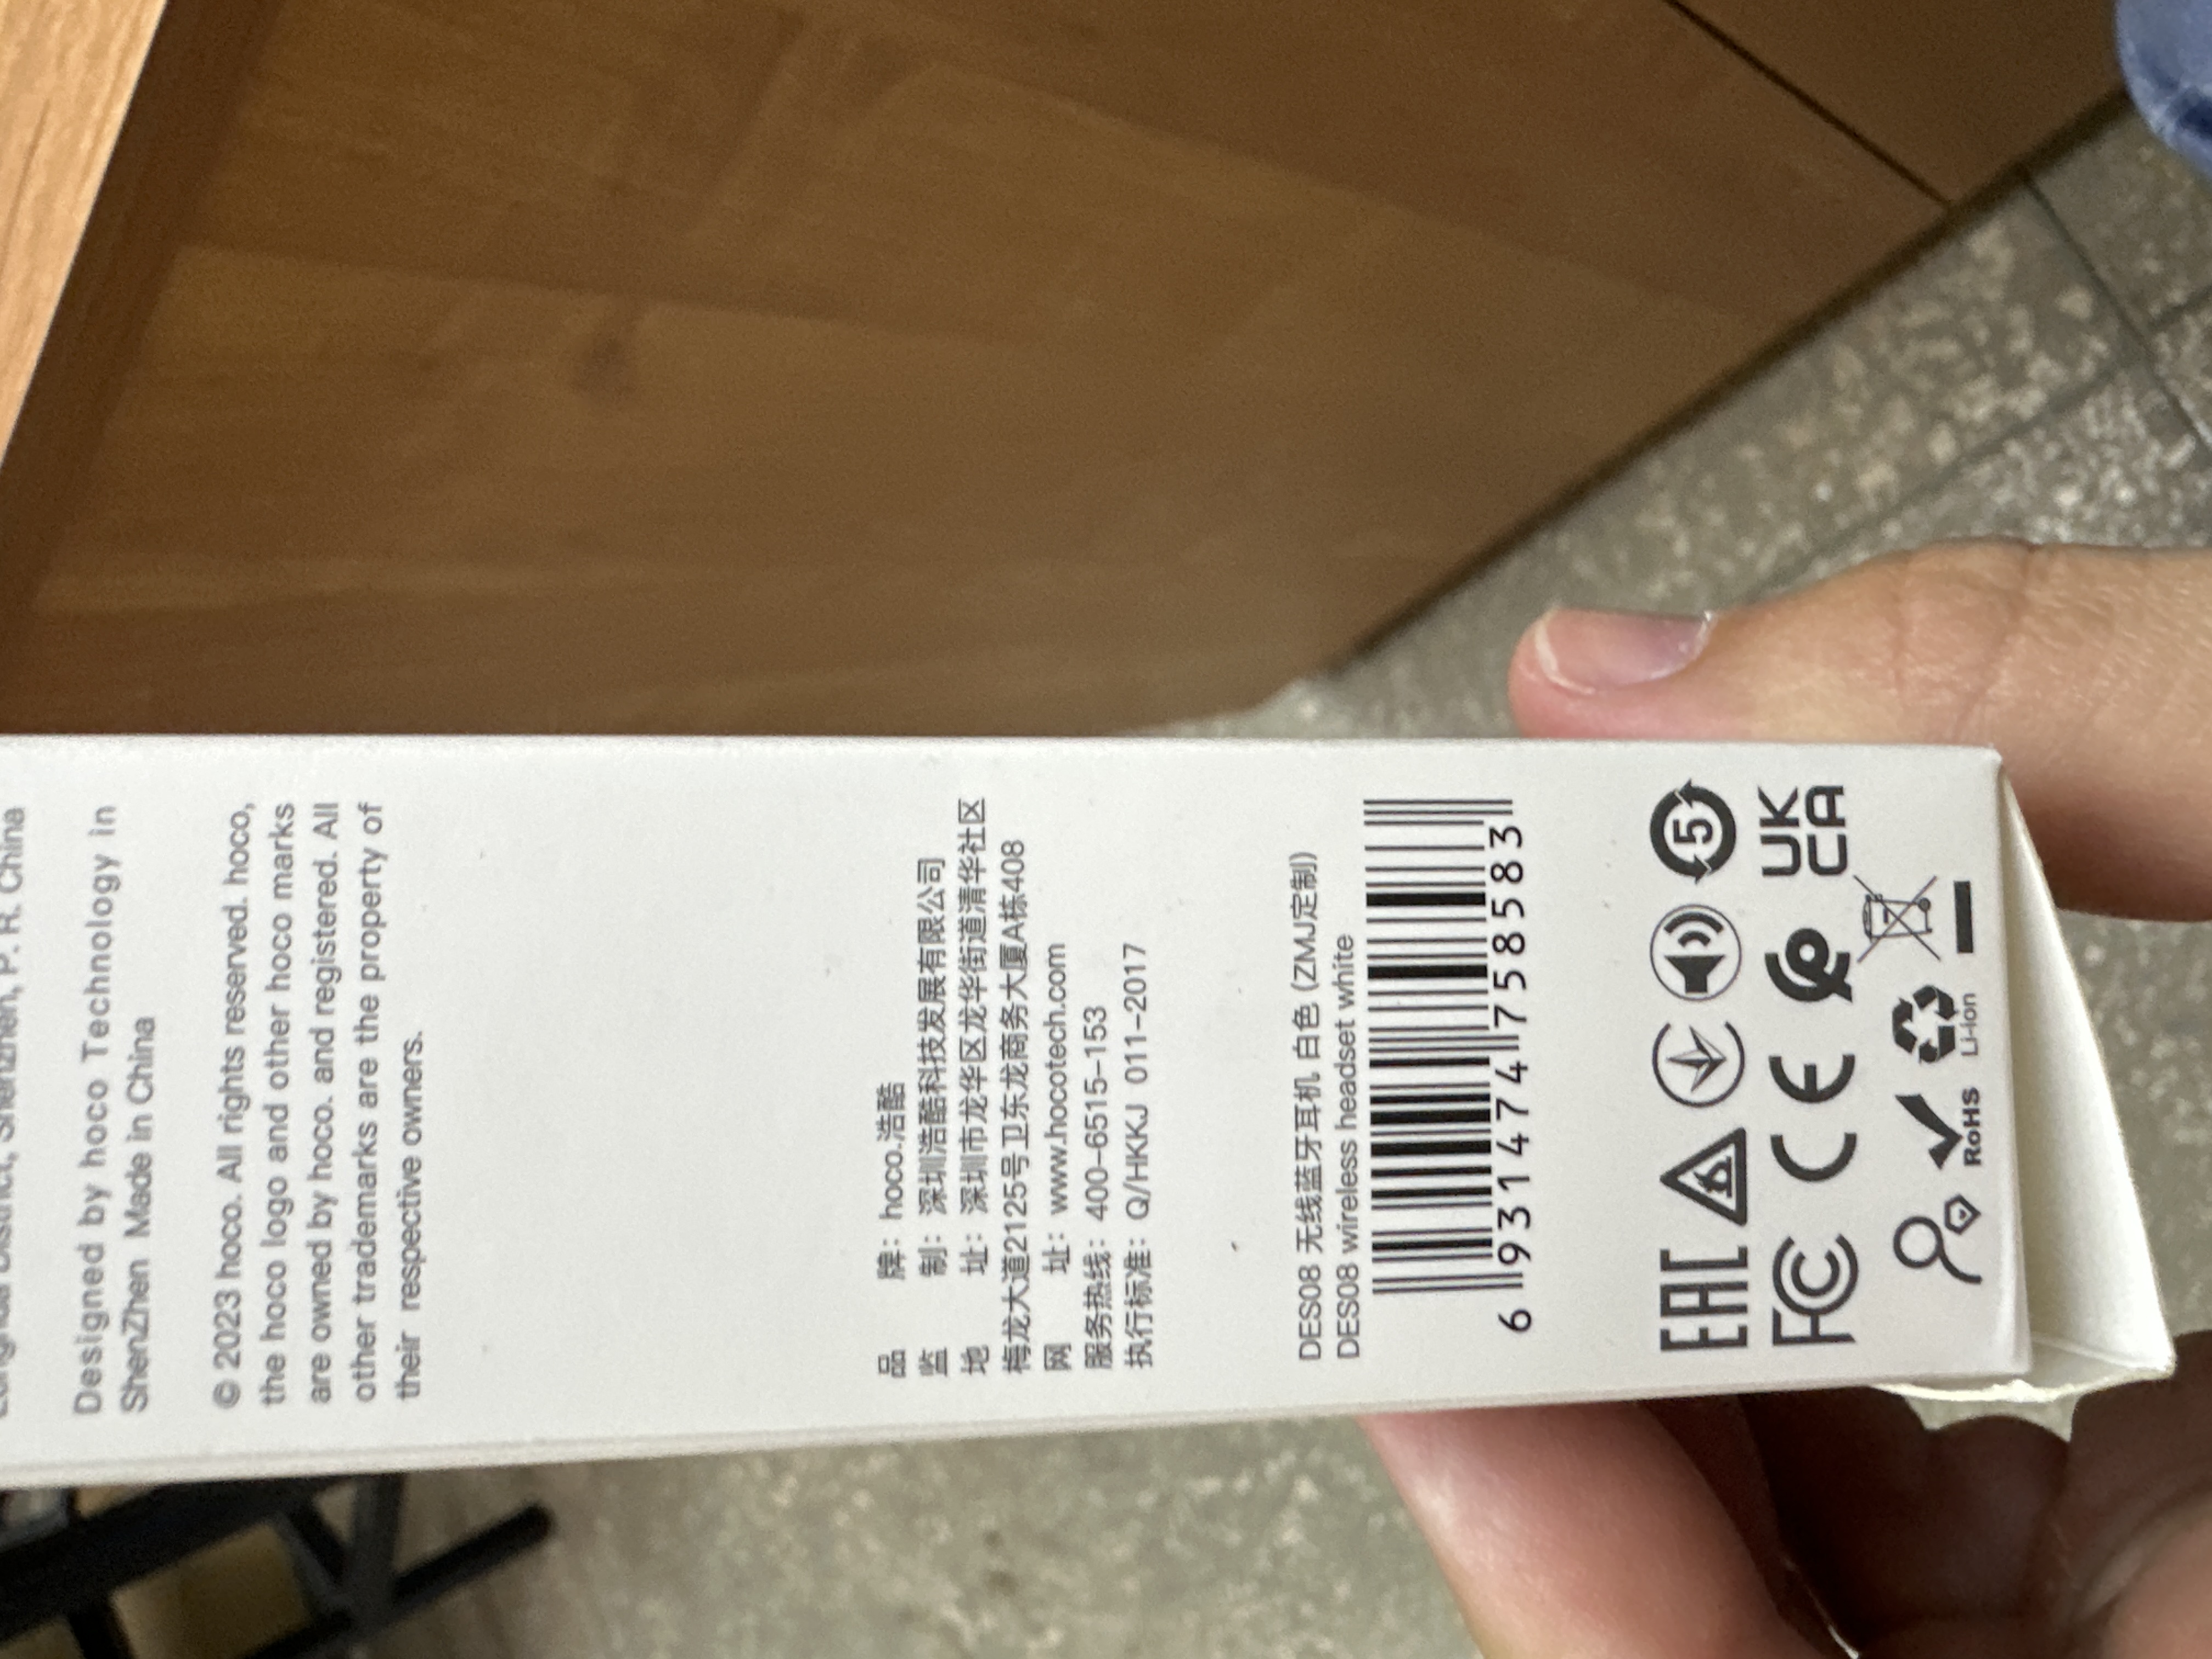 District, Shenzhen, P. R. China
Designed by hoco Technology in
ShenZhen Made in China
© 2023 hoco. All rights reserved. hoco,
the hoco logo and other hoco marks
are owned by hoco. and registered. All
other trademarks are the property of
their respective owners.
品 牌：hoco.浩酷
监 制：深圳浩酷科技发展有限公司
地 址：深圳市龙华区龙华街道清华社区
梅龙大道2125号卫东龙商务大厦A栋408
网 址：www.hocotech.com
服务热线：400-6515-153
执行标准：Q/HKKJ 011-2017
DES08 无线蓝牙耳机 白色 (ZMJ定制)
DES08 wireless headset white
6 931474 758583
EAC 5
FC CE UKCA
RoHS Li-ion